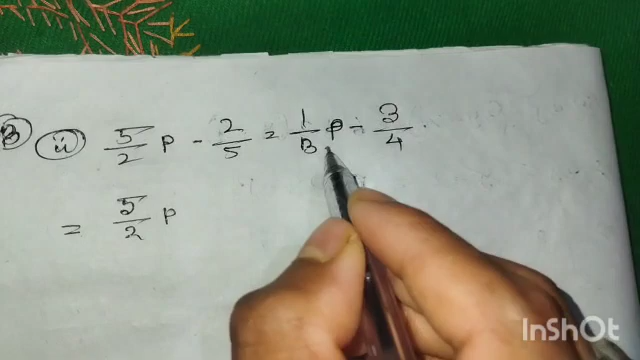 3 ii 5/2 p - 2/5 = 1/3 p - 3/4
= 5/2 p
InShOt